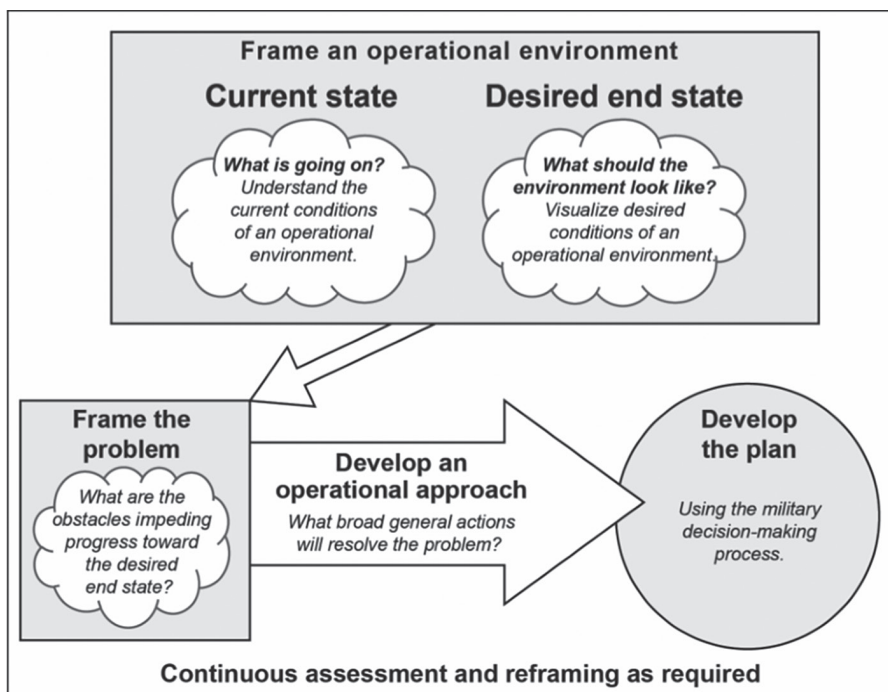 Frame an operational environment
Current state
What is going on?
Understand the
current conditions
of an operational
environment.
Desired end state
What should the
environment look like?
Visualize desired
conditions of an
operational environment.
Frame the
problem
What are the
obstacles impeding
progress toward
the desired
end state?
Develop an
operational approach
What broad general actions
will resolve the problem?
Develop
the plan
Using the military
decision-making
process.
Continuous assessment and reframing as required